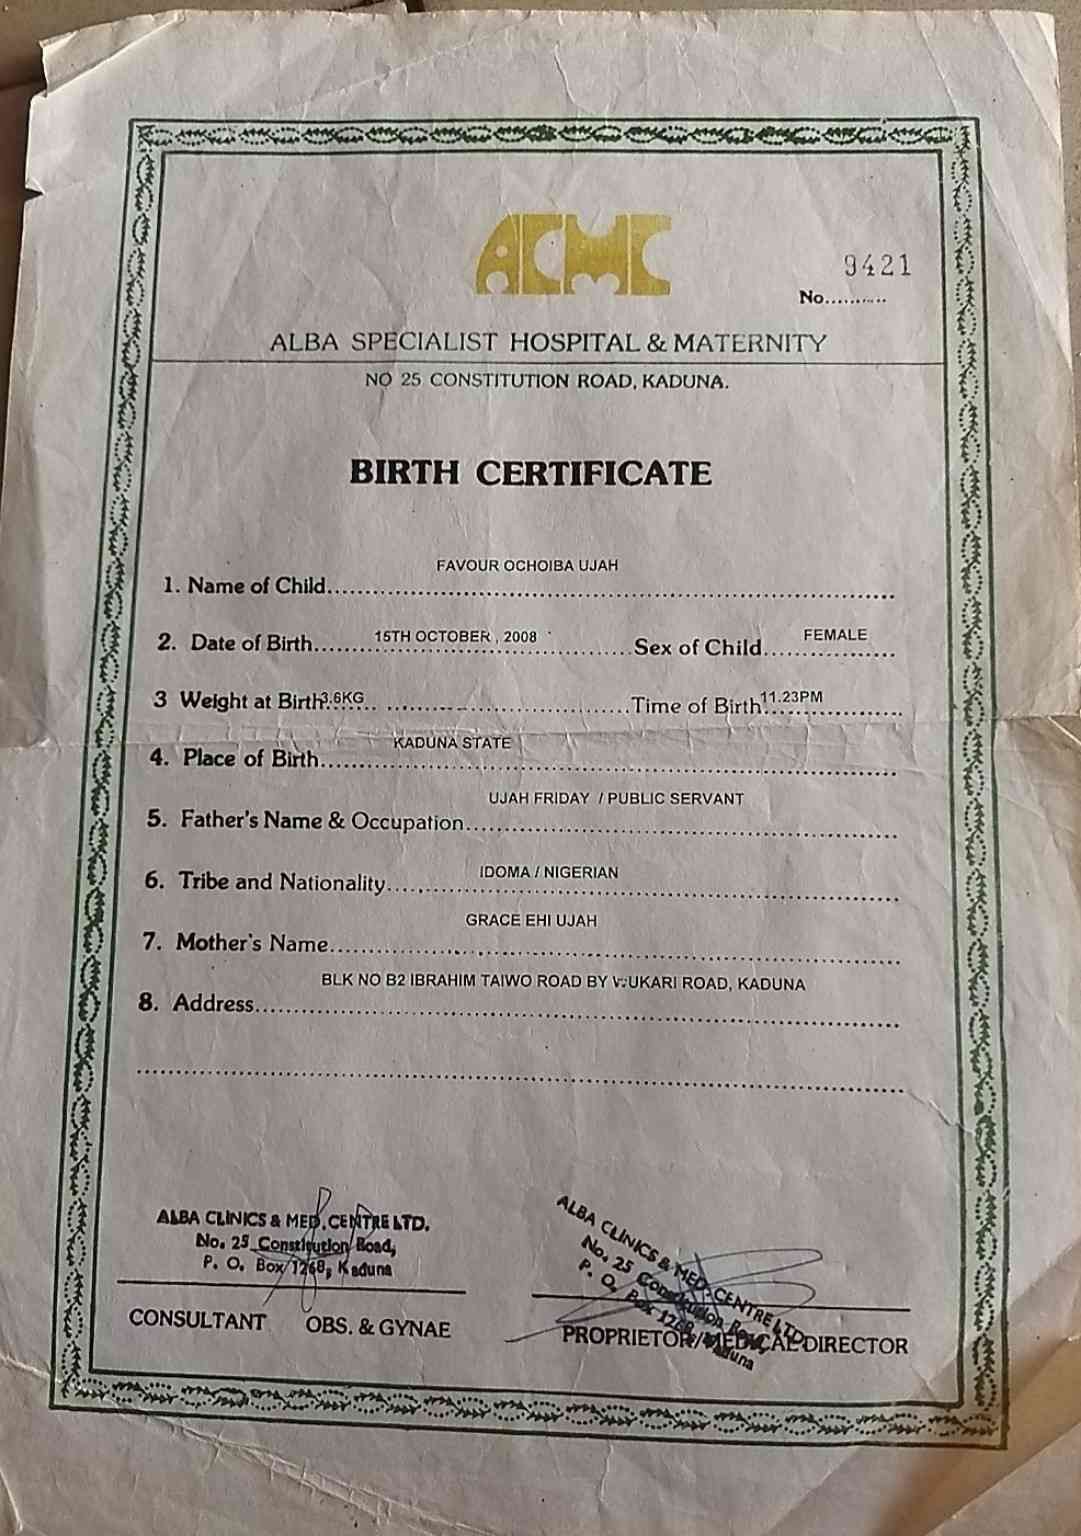 ACMC
9421
No..........
ALBA SPECIALIST HOSPITAL & MATERNITY
NO 25 CONSTITUTION ROAD, KADUNA.
BIRTH CERTIFICATE
1. Name of Child.......... FAVOUR OCHOIBA UJAH
2. Date of Birth.......... 15TH OCTOBER, 2008 Sex of Child.......... FEMALE
3 Weight at Birth 3.6KG .......... Time of Birth 11.23PM
4. Place of Birth.......... KADUNA STATE
5. Father's Name & Occupation.......... UJAH FRIDAY / PUBLIC SERVANT
6. Tribe and Nationality.......... IDOMA / NIGERIAN
7. Mother's Name.......... GRACE EHI UJAH
8. Address.......... BLK NO B2 IBRAHIM TAIWO ROAD BY WUKARI ROAD, KADUNA
ALBA CLINICS & MED. CENTRE LTD.
No. 25 Constitution Road,
P. O. Box 1268, Kaduna
CONSULTANT OBS. & GYNAE
ALBA CLINICS & MED. CENTRE LTD.
No. 25 Constitution Road,
P. O. Box 1268, Kaduna
PROPRIETOR/MEDICAL DIRECTOR